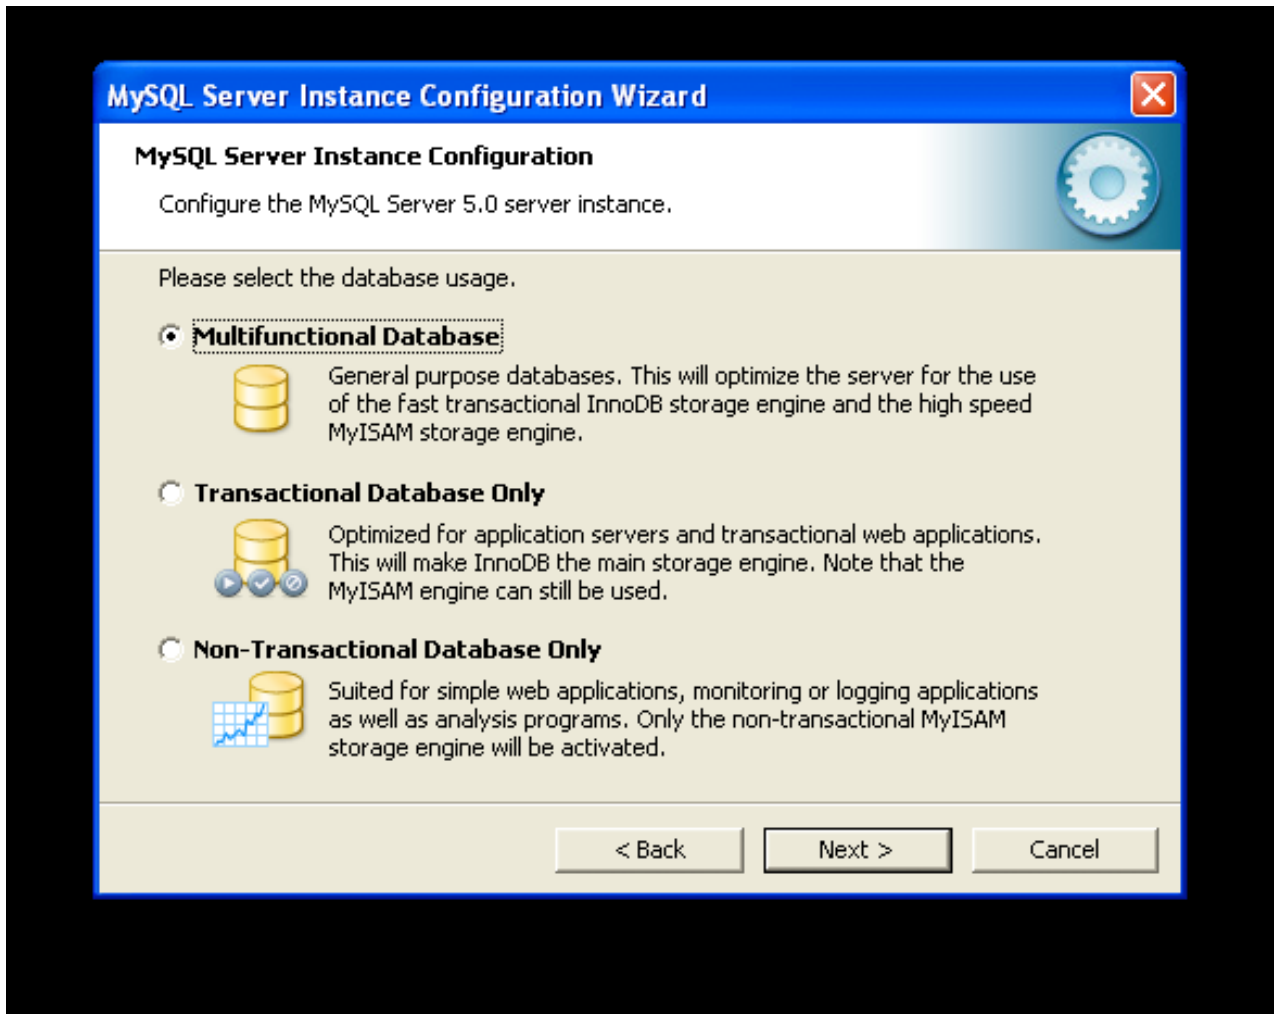 MySQL Server Instance Configuration Wizard
MySQL Server Instance Configuration
Configure the MySQL Server 5.0 server instance.
Please select the database usage.
Multifunctional Database
General purpose databases. This will optimize the server for the use
of the fast transactional InnoDB storage engine and the high speed
MyISAM storage engine.
Transactional Database Only
Optimized for application servers and transactional web applications.
This will make InnoDB the main storage engine. Note that the
MyISAM engine can still be used.
Non-Transactional Database Only
Suited for simple web applications, monitoring or logging applications
as well as analysis programs. Only the non-transactional MyISAM
storage engine will be activated.
< Back Next > Cancel